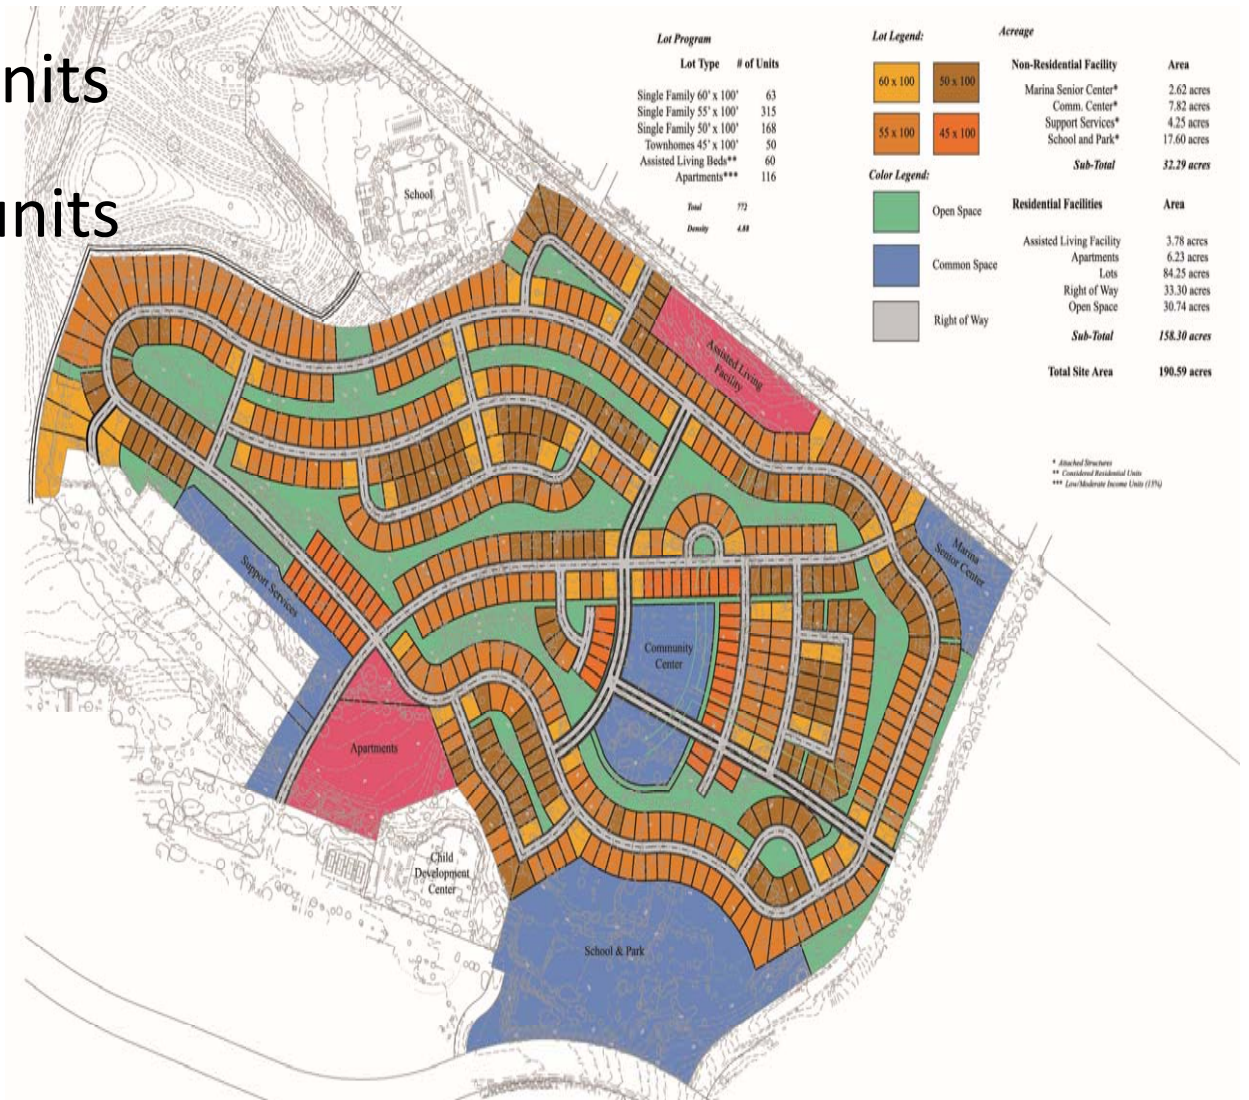 nits
units
Lot Program
Lot Type # of Units
Single Family 60' x 100' 63
Single Family 55' x 100' 315
Single Family 50' x 100' 168
Townhomes 45' x 100' 50
Assisted Living Beds** 60
Apartments*** 116
Total 772
Density 4.88
Lot Legend:
60 x 100
50 x 100
55 x 100
45 x 100
Color Legend:
Open Space
Common Space
Right of Way
Acreage
Non-Residential Facility Area
Marina Senior Center* 2.62 acres
Comm. Center* 7.82 acres
Support Services* 4.25 acres
School and Park* 17.60 acres
Sub-Total 32.29 acres
Residential Facilities Area
Assisted Living Facility 3.78 acres
Apartments 6.23 acres
Lots 84.25 acres
Right of Way 33.30 acres
Open Space 30.74 acres
Sub-Total 158.30 acres
Total Site Area 190.59 acres
* Attached Structures
** Considered Residential Units
*** Low/Moderate Income Units (15%)
School
Assisted Living
Facility
Marina
Senior Center
Support Services
Community
Center
Apartments
Child
Development
Center
School & Park